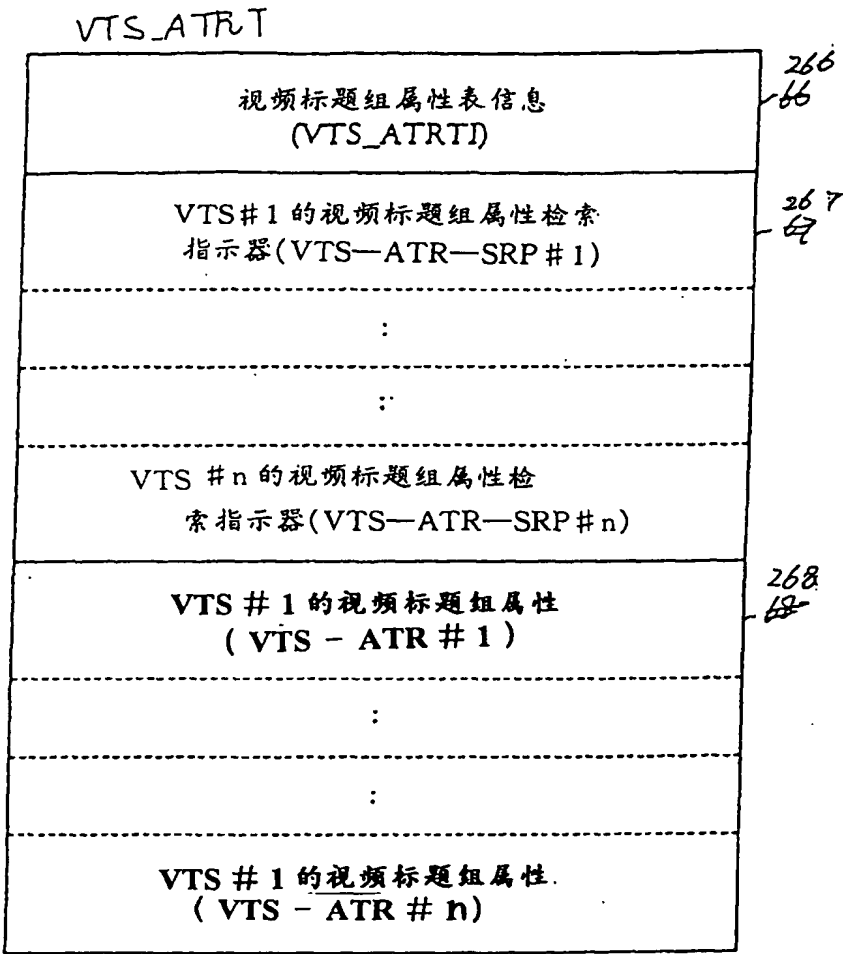 VTS_ATRT
视频标题组属性表信息
(VTS_ATRTI)
266
66
VTS#1的视频标题组属性检索
指示器(VTS—ATR—SRP#1)
267
67
:
:
VTS #n的视频标题组属性检
索指示器(VTS—ATR—SRP#n)
VTS # 1 的视频标题组属性
( VTS - ATR # 1 )
268
68
:
:
VTS # 1 的视频标题组属性
( VTS - ATR # n)